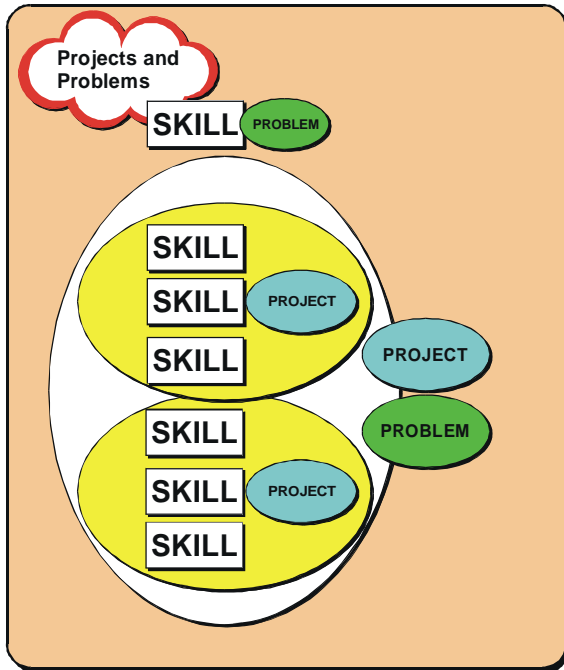 Projects and
Problems
SKILL PROBLEM
SKILL
SKILL PROJECT
SKILL
PROJECT
SKILL
PROBLEM
SKILL PROJECT
SKILL